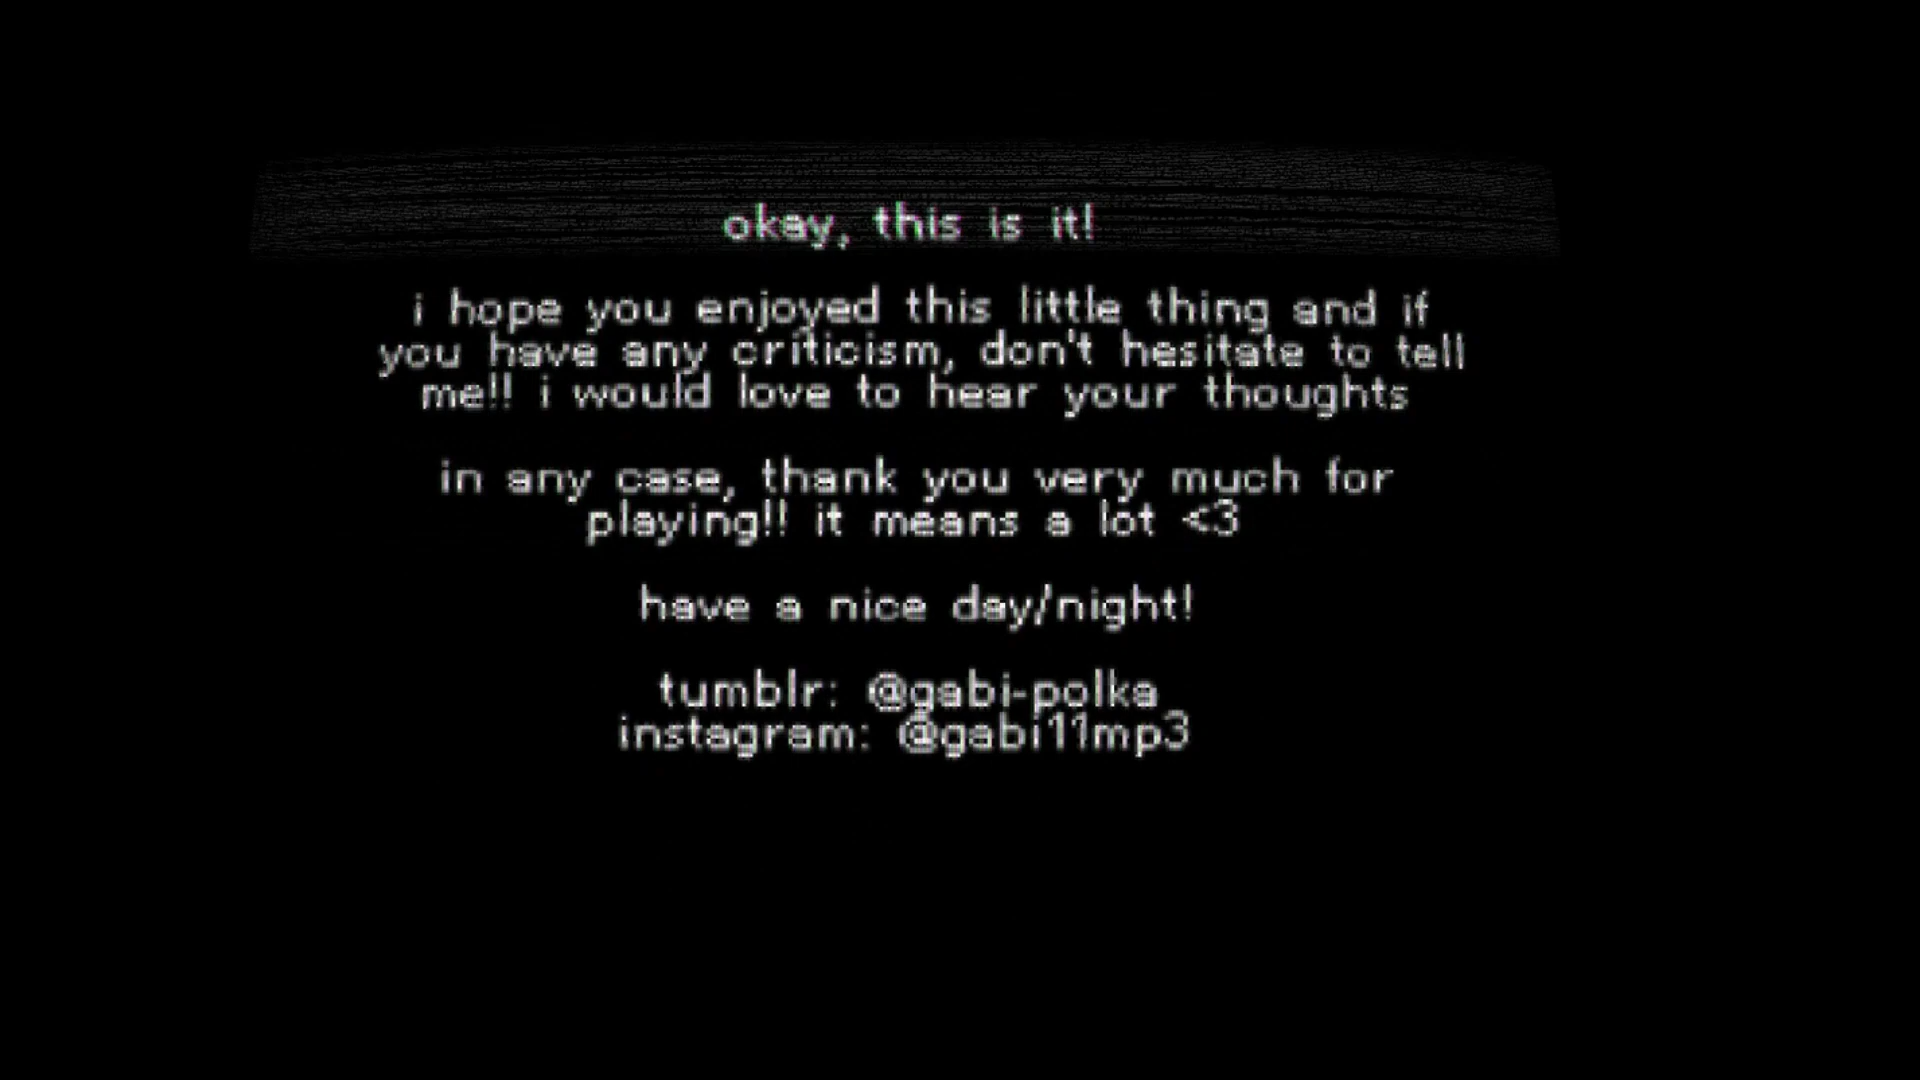 okay, this is it!
i hope you enjoyed this little thing and if
you have any criticism, don't hesitate to tell
me!! i would love to hear your thoughts
in any case, thank you very much for
playing!! it means a lot <3
have a nice day/night!
tumblr: @gabi-polka
instagram: @gabi11mp3